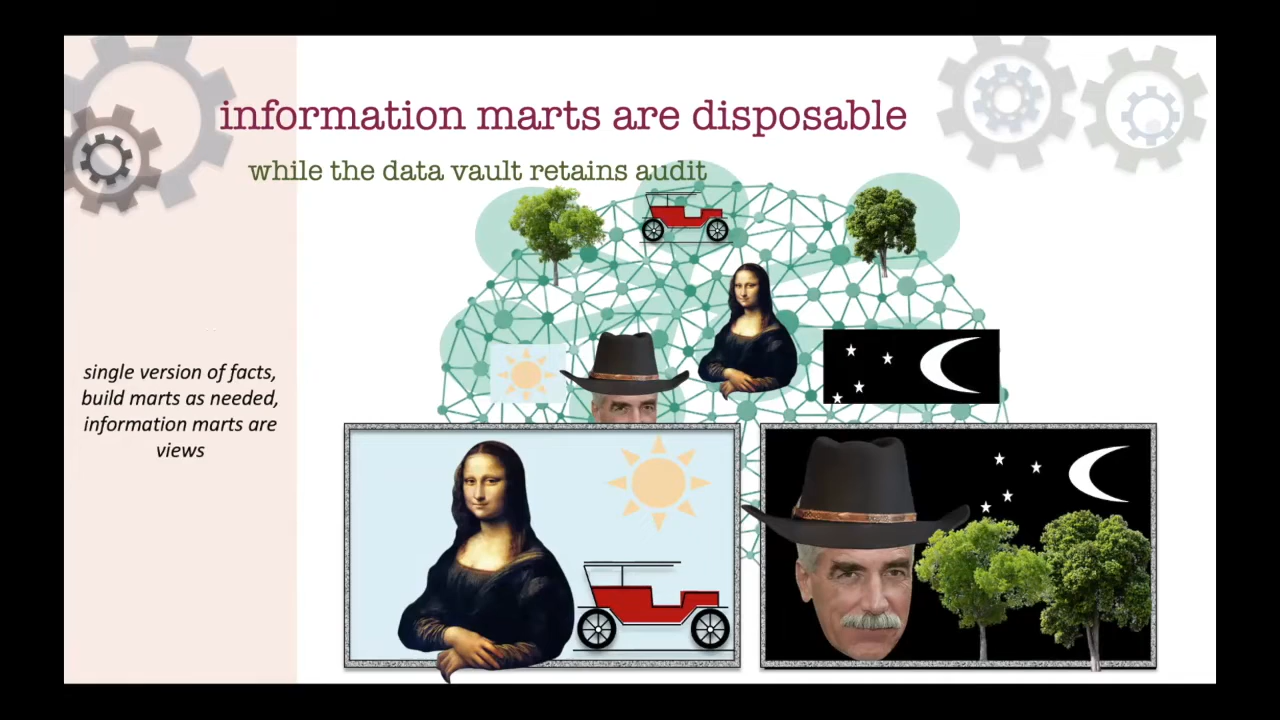 information marts are disposable
while the data vault retains audit
single version of facts,
build marts as needed,
information marts are
views